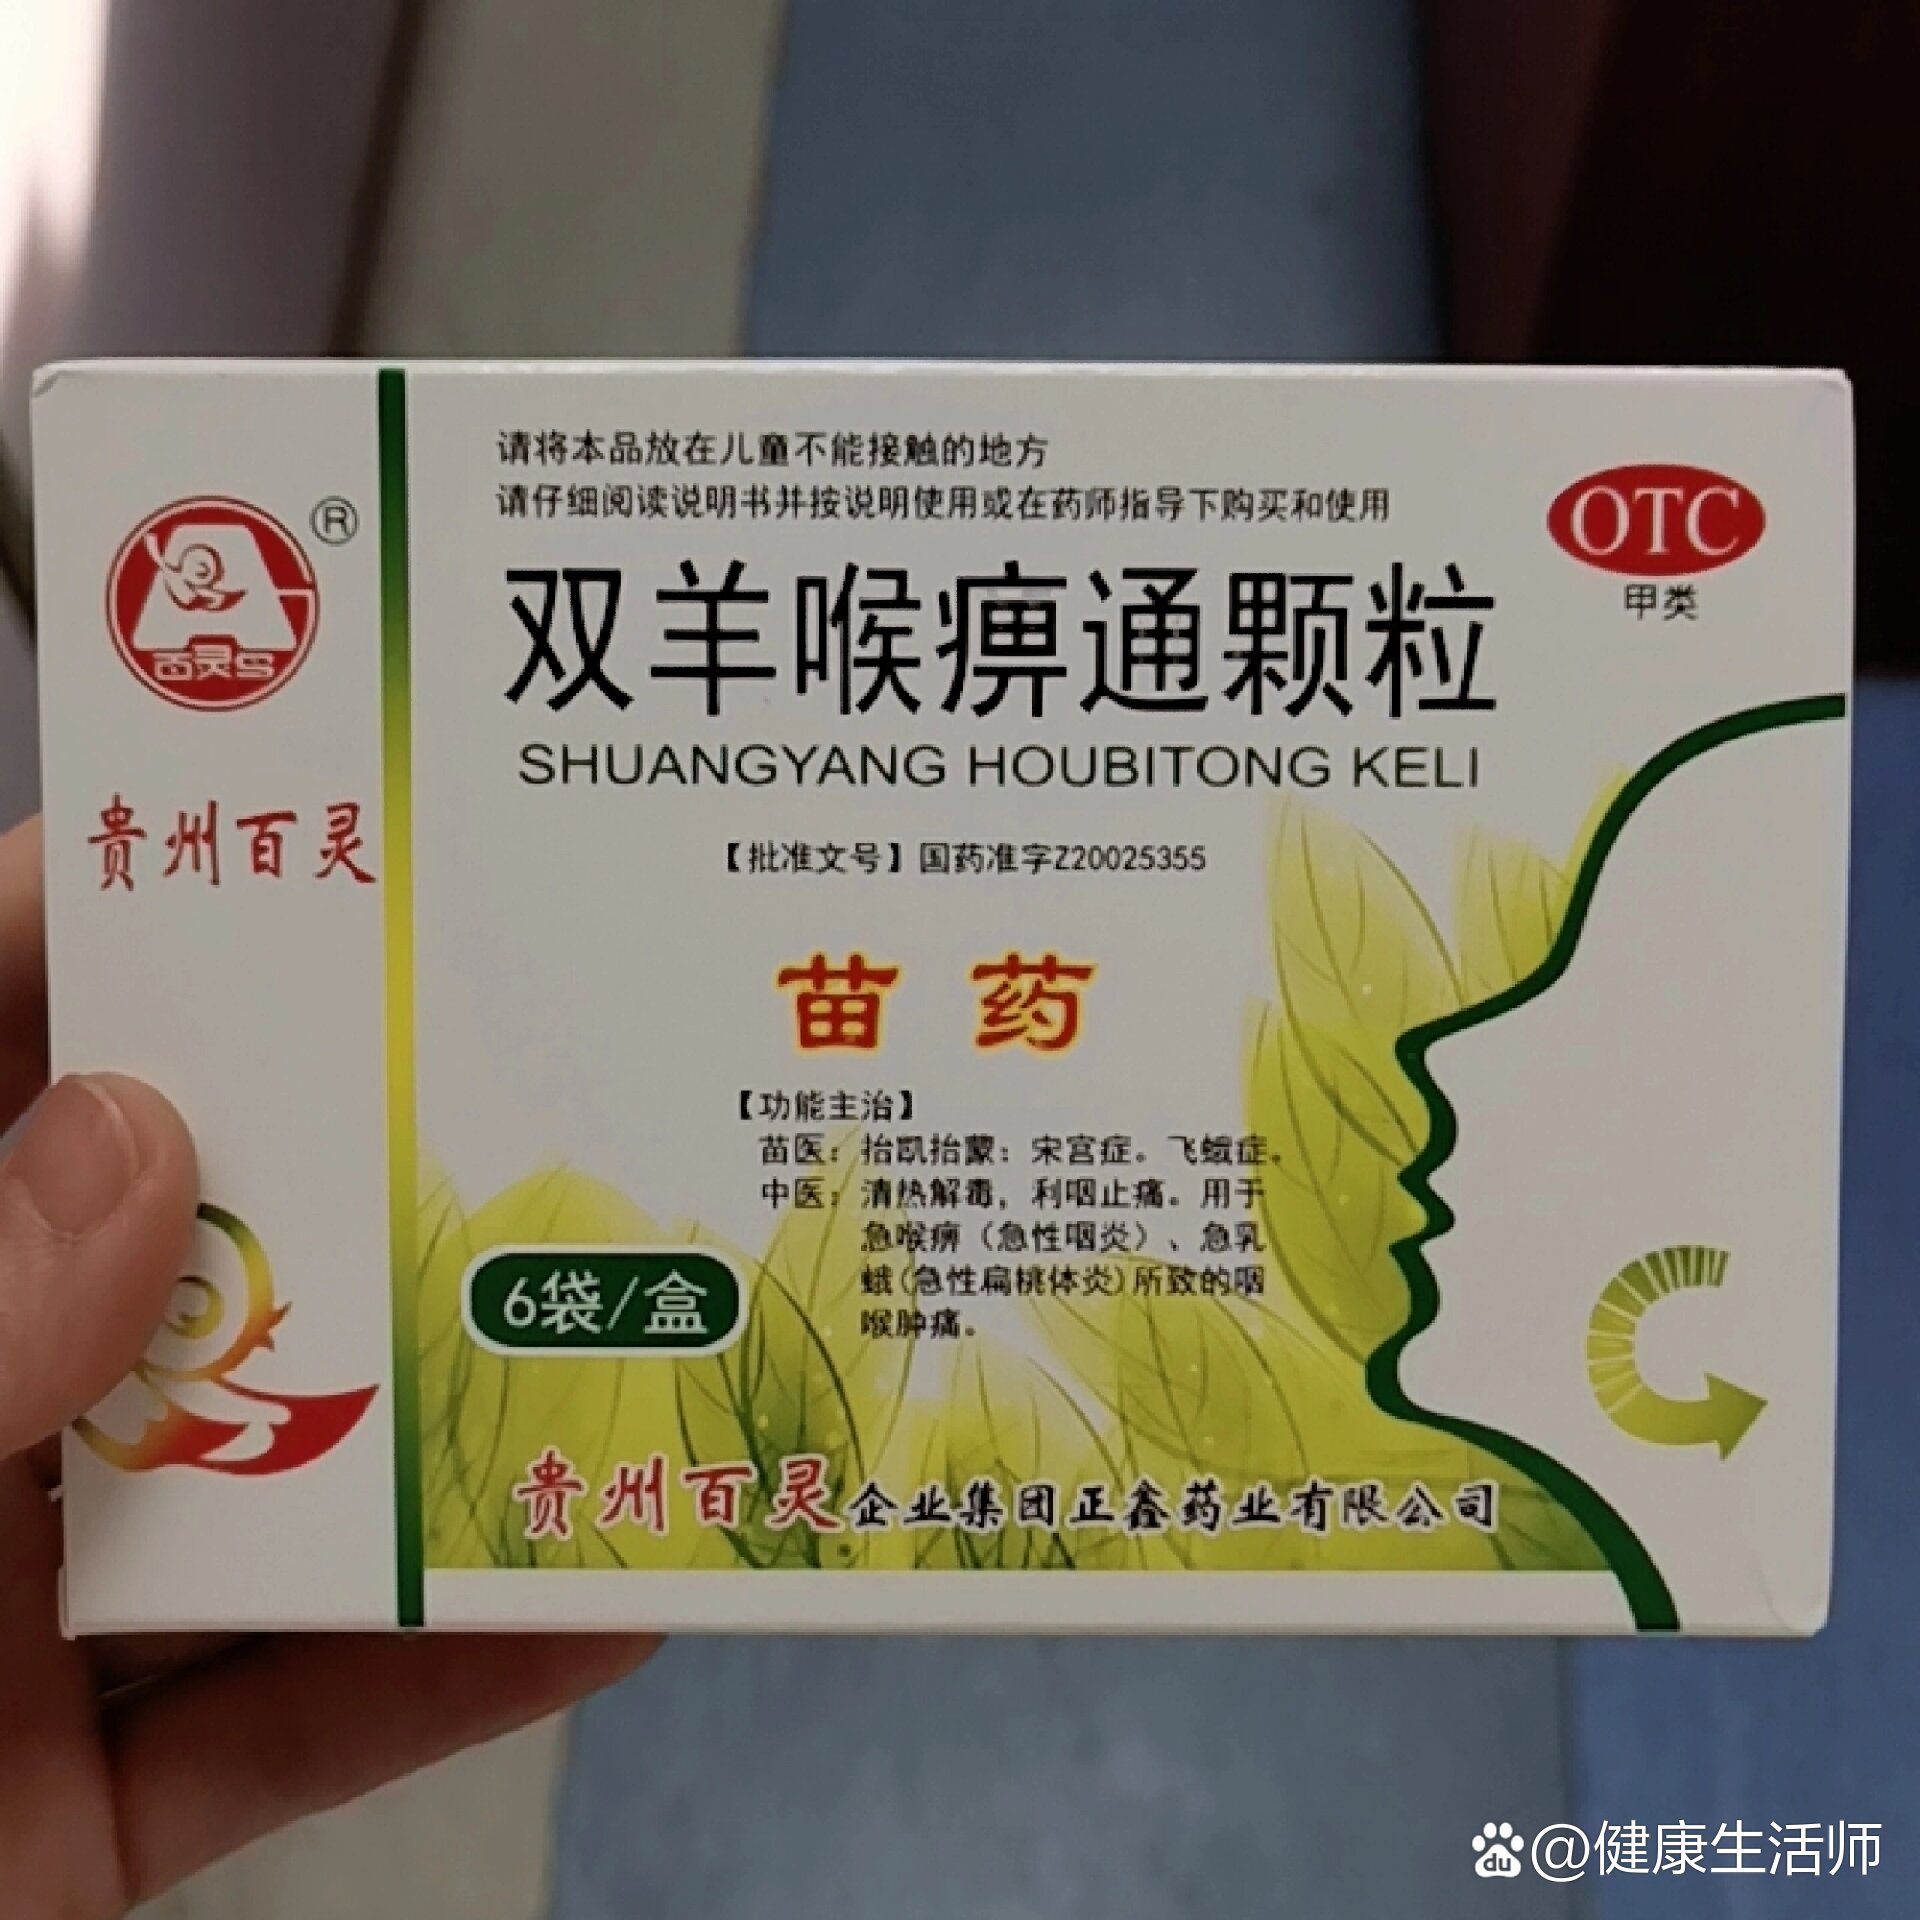 请将本品放在儿童不能接触的地方
请仔细阅读说明书并按说明使用或在药师指导下购买和使用
OTC
甲类
®
百灵鸟
贵州百灵
双羊喉痹通颗粒
SHUANGYANG HOUBITONG KELI
【批准文号】国药准字Z20025355
苗药
【功能主治】
苗医：抬凯抬蒙：宋宫症。飞蛾症。
中医：清热解毒，利咽止痛。用于
急喉痹（急性咽炎）、急乳
蛾(急性扁桃体炎)所致的咽
喉肿痛。
6袋/盒
贵州百灵企业集团正鑫药业有限公司
du @健康生活师